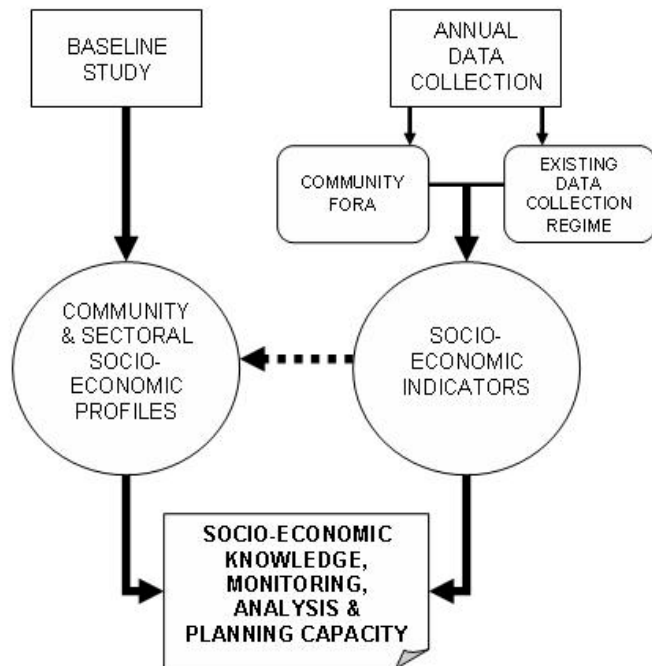 BASELINE
STUDY
ANNUAL
DATA
COLLECTION
COMMUNITY
FORA
EXISTING
DATA
COLLECTION
REGIME
COMMUNITY
& SECTORAL
SOCIO-
ECONOMIC
PROFILES
SOCIO-
ECONOMIC
INDICATORS
SOCIO-ECONOMIC
KNOWLEDGE,
MONITORING,
ANALYSIS &
PLANNING CAPACITY